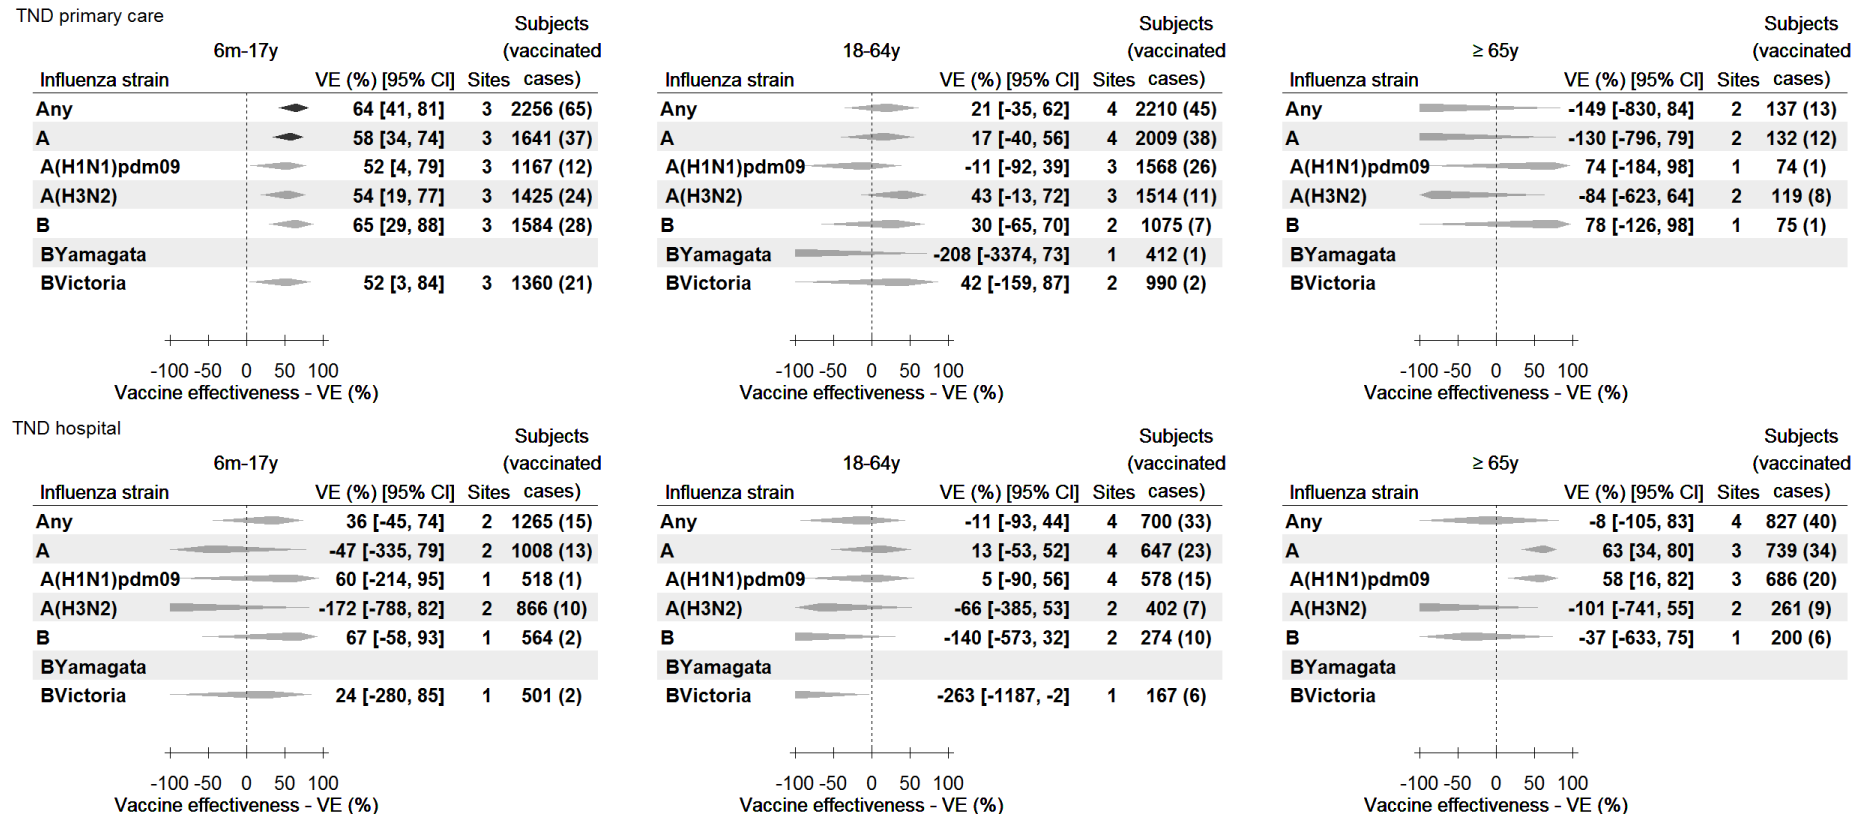 TND primary care
Subjects Subjects Subjects
6m-17y (vaccinated 18-64y (vaccinated ≥ 65y (vaccinated
Influenza strain VE (%) [95% CI] Sites cases) Influenza strain VE (%) [95% CI] Sites cases) Influenza strain VE (%) [95% CI] Sites cases)
Any 64 [41, 81] 3 2256 (65) Any 21 [-35, 62] 4 2210 (45) Any -149 [-830, 84] 2 137 (13)
A 58 [34, 74] 3 1641 (37) A 17 [-40, 56] 4 2009 (38) A -130 [-796, 79] 2 132 (12)
A(H1N1)pdm09 52 [4, 79] 3 1167 (12) A(H1N1)pdm09 -11 [-92, 39] 3 1568 (26) A(H1N1)pdm09 74 [-184, 98] 1 74 (1)
A(H3N2) 54 [19, 77] 3 1425 (24) A(H3N2) 43 [-13, 72] 3 1514 (11) A(H3N2) -84 [-623, 64] 2 119 (8)
B 65 [29, 88] 3 1584 (28) B 30 [-65, 70] 2 1075 (7) B 78 [-126, 98] 1 75 (1)
BYamagata BYamagata -208 [-3374, 73] 1 412 (1) BYamagata
BVictoria 52 [3, 84] 3 1360 (21) BVictoria 42 [-159, 87] 2 990 (2) BVictoria
-100 -50 0 50 100 -100 -50 0 50 100 -100 -50 0 50 100
Vaccine effectiveness - VE (%) Vaccine effectiveness - VE (%) Vaccine effectiveness - VE (%)
TND hospital
Subjects Subjects Subjects
6m-17y (vaccinated 18-64y (vaccinated ≥ 65y (vaccinated
Influenza strain VE (%) [95% CI] Sites cases) Influenza strain VE (%) [95% CI] Sites cases) Influenza strain VE (%) [95% CI] Sites cases)
Any 36 [-45, 74] 2 1265 (15) Any -11 [-93, 44] 4 700 (33) Any -8 [-105, 83] 4 827 (40)
A -47 [-335, 79] 2 1008 (13) A 13 [-53, 52] 4 647 (23) A 63 [34, 80] 3 739 (34)
A(H1N1)pdm09 60 [-214, 95] 1 518 (1) A(H1N1)pdm09 5 [-90, 56] 4 578 (15) A(H1N1)pdm09 58 [16, 82] 3 686 (20)
A(H3N2) -172 [-788, 82] 2 866 (10) A(H3N2) -66 [-385, 53] 2 402 (7) A(H3N2) -101 [-741, 55] 2 261 (9)
B 67 [-58, 93] 1 564 (2) B -140 [-573, 32] 2 274 (10) B -37 [-633, 75] 1 200 (6)
BYamagata BYamagata BYamagata
BVictoria 24 [-280, 85] 1 501 (2) BVictoria -263 [-1187, -2] 1 167 (6) BVictoria
-100 -50 0 50 100 -100 -50 0 50 100 -100 -50 0 50 100
Vaccine effectiveness - VE (%) Vaccine effectiveness - VE (%) Vaccine effectiveness - VE (%)